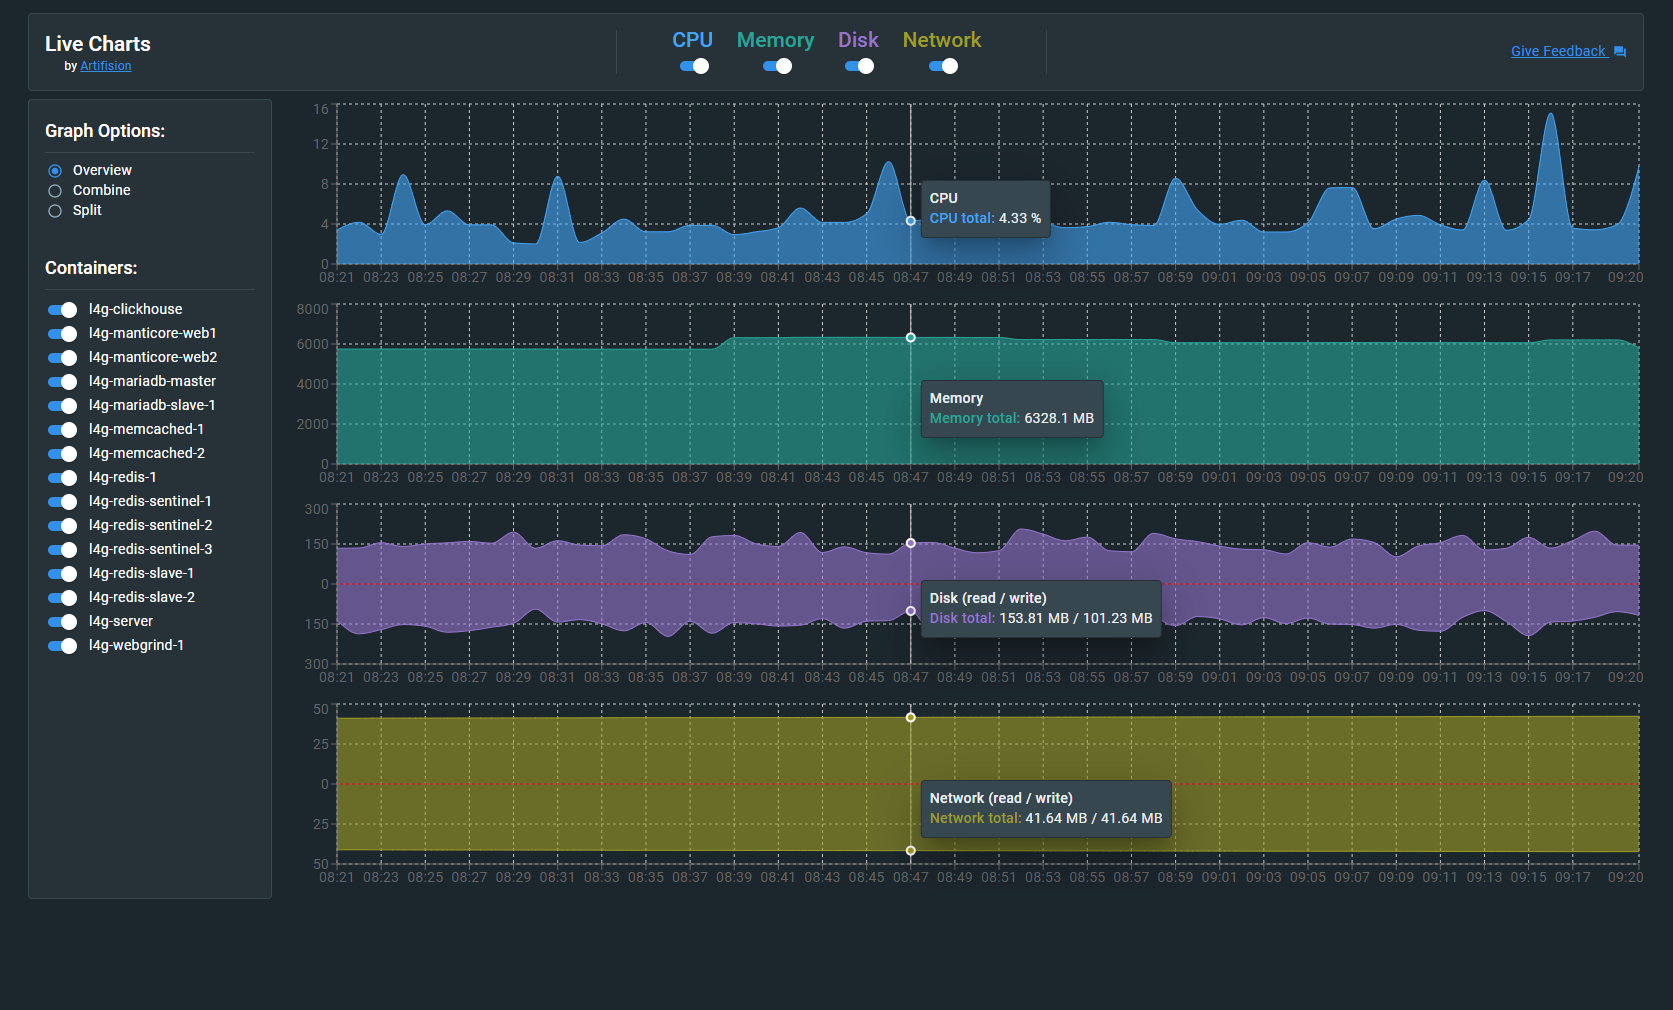 Live Charts
by Artifision
CPU Memory Disk Network
Give Feedback
Graph Options:
Overview
Combine
Split
Containers:
l4g-clickhouse
l4g-manticore-web1
l4g-manticore-web2
l4g-mariadb-master
l4g-mariadb-slave-1
l4g-memcached-1
l4g-memcached-2
l4g-redis-1
l4g-redis-sentinel-1
l4g-redis-sentinel-2
l4g-redis-sentinel-3
l4g-redis-slave-1
l4g-redis-slave-2
l4g-server
l4g-webgrind-1
16
12
8
4
0
CPU
CPU total: 4.33 %
08:21 08:23 08:25 08:27 08:29 08:31 08:33 08:35 08:37 08:39 08:41 08:43 08:45 08:47 08:49 08:51 08:53 08:55 08:57 08:59 09:01 09:03 09:05 09:07 09:09 09:11 09:13 09:15 09:17 09:20
8000
6000
4000
2000
0
Memory
Memory total: 6328.1 MB
08:21 08:23 08:25 08:27 08:29 08:31 08:33 08:35 08:37 08:39 08:41 08:43 08:45 08:47 08:49 08:51 08:53 08:55 08:57 08:59 09:01 09:03 09:05 09:07 09:09 09:11 09:13 09:15 09:17 09:20
300
150
0
150
300
Disk (read / write)
Disk total: 153.81 MB / 101.23 MB
08:21 08:23 08:25 08:27 08:29 08:31 08:33 08:35 08:37 08:39 08:41 08:43 08:45 08:47 08:49 08:51 08:53 08:55 08:57 08:59 09:01 09:03 09:05 09:07 09:09 09:11 09:13 09:15 09:17 09:20
50
25
0
25
50
Network (read / write)
Network total: 41.64 MB / 41.64 MB
08:21 08:23 08:25 08:27 08:29 08:31 08:33 08:35 08:37 08:39 08:41 08:43 08:45 08:47 08:49 08:51 08:53 08:55 08:57 08:59 09:01 09:03 09:05 09:07 09:09 09:11 09:13 09:15 09:17 09:20